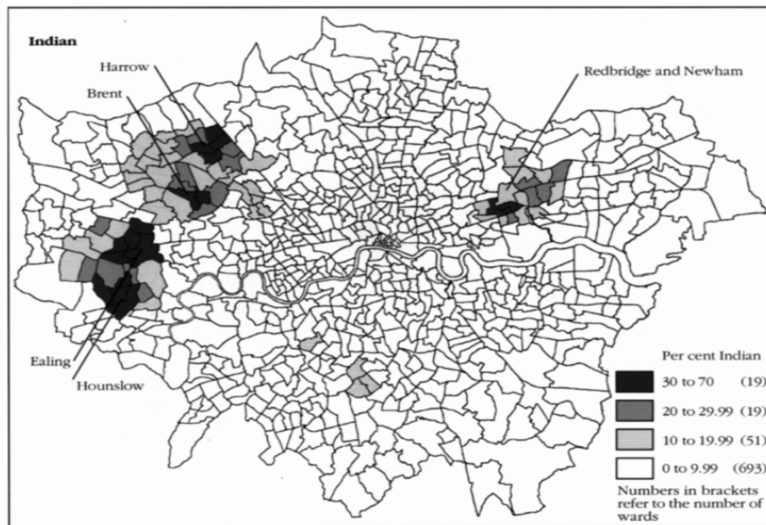 Indian
Harrow
Brent
Redbridge and Newham
Ealing
Hounslow
Per cent Indian
30 to 70 (19)
20 to 29.99 (19)
10 to 19.99 (51)
0 to 9.99 (693)
Numbers in brackets
refer to the number of
wards